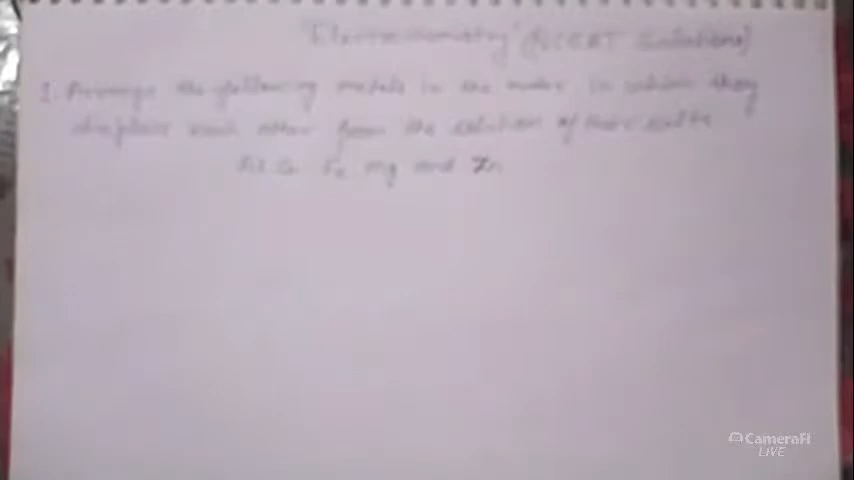 "Electrochemistry" (NCERT Solutions)
1. Arrange the following metals in the order in which they
displace each other from the solution of their salts
Al, Cu, Fe, Mg and Zn
CameraFI
LIVE